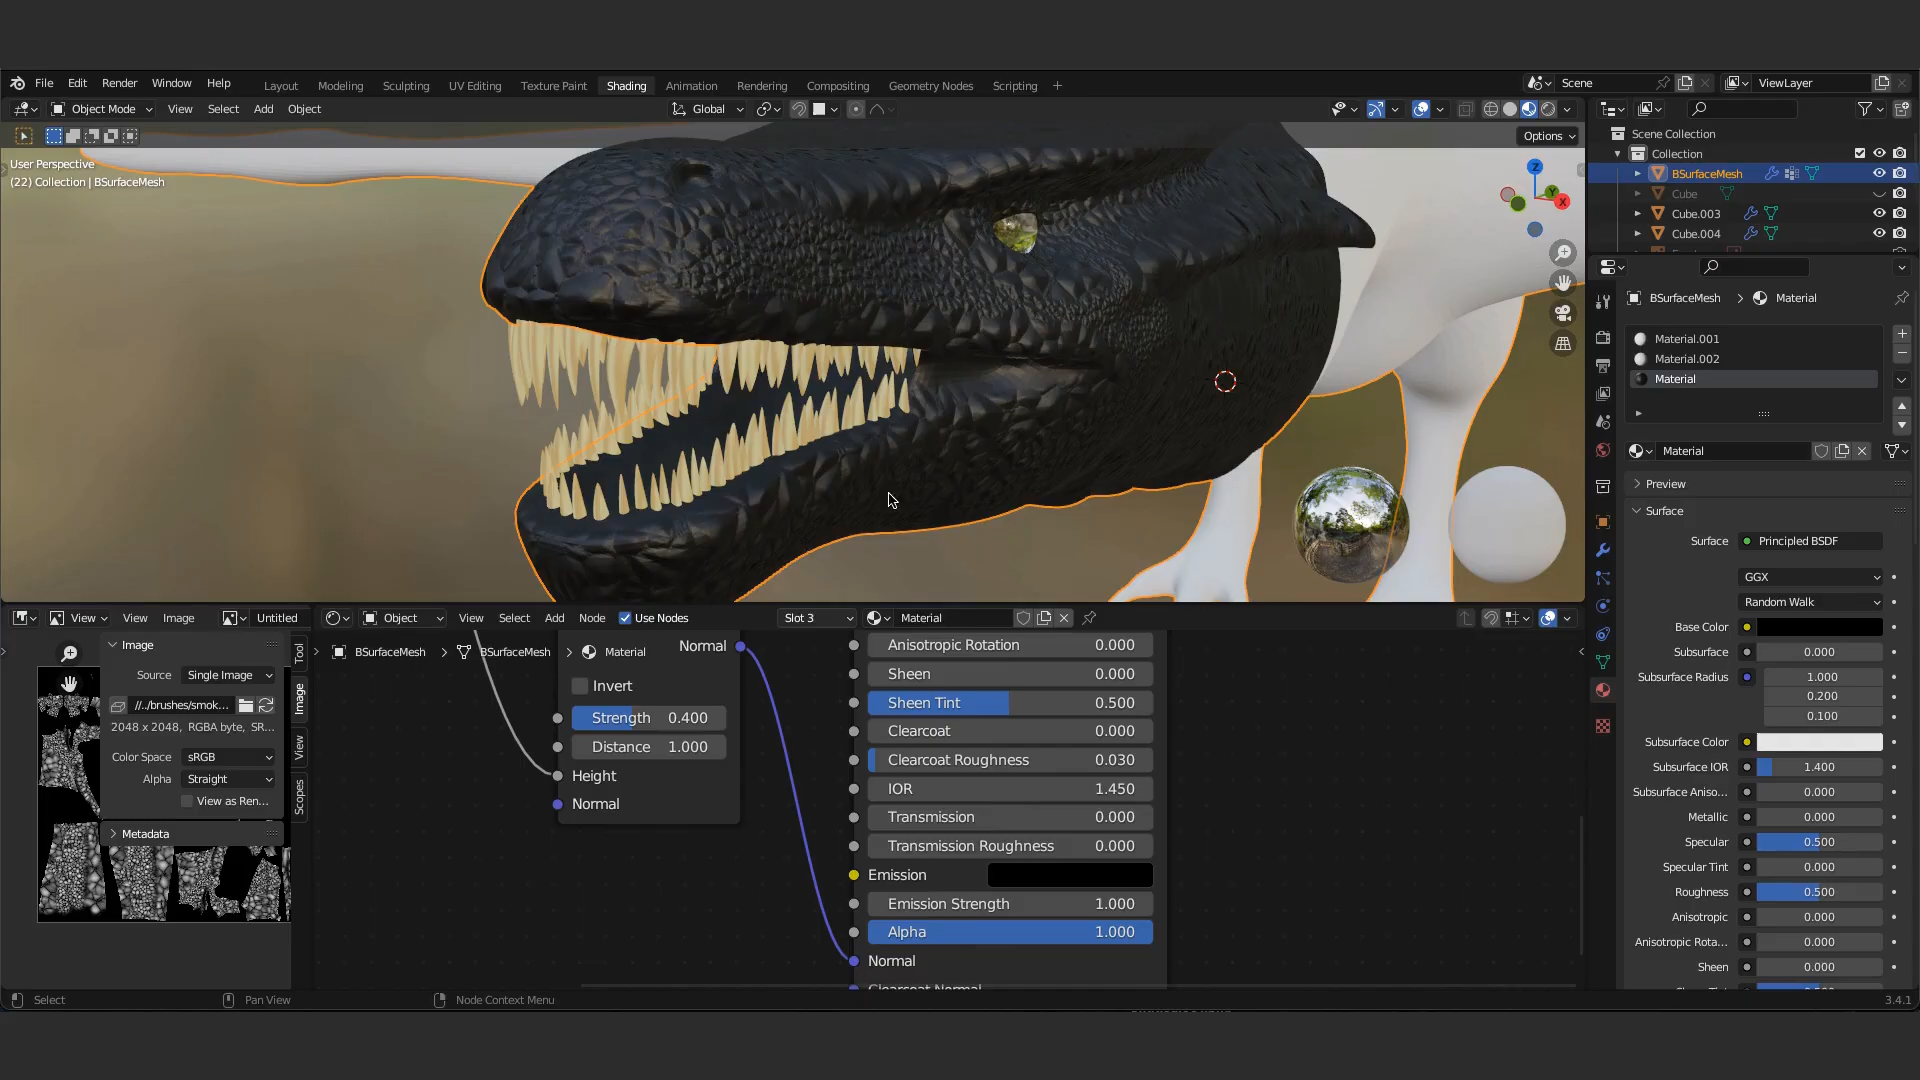 File Edit Render Window Help Layout Modeling Sculpting UV Editing Texture Paint Shading Animation Rendering Compositing Geometry Nodes Scripting + Scene ViewLayer
Object Mode View Select Add Object Global
Options
User Perspective
(22) Collection | BSurfaceMesh
Z
Y
X
Scene Collection
Collection
BSurfaceMesh
Cube
Cube.003
Cube.004
BSurfaceMesh > Material
Material.001
Material.002
Material
Material
Preview
Surface
Surface Principled BSDF
GGX
Random Walk
Base Color
Subsurface 0.000
Subsurface Radius 1.000
0.200
0.100
Subsurface Color
Subsurface IOR 1.400
Subsurface Aniso... 0.000
Metallic 0.000
Specular 0.500
Specular Tint 0.000
Roughness 0.500
Anisotropic 0.000
Anisotropic Rota... 0.000
Sheen 0.000
View View Image Untitled
Image
Source Single Image
//../brushes/smok...
2048 x 2048, RGBA byte, SR...
Color Space sRGB
Alpha Straight
View as Ren...
Metadata
Tool
Image
View
Scopes
Object View Select Add Node Use Nodes Slot 3 Material
BSurfaceMesh > BSurfaceMesh > Material
Normal
Invert
Strength 0.400
Distance 1.000
Height
Normal
Anisotropic Rotation 0.000
Sheen 0.000
Sheen Tint 0.500
Clearcoat 0.000
Clearcoat Roughness 0.030
IOR 1.450
Transmission 0.000
Transmission Roughness 0.000
Emission
Emission Strength 1.000
Alpha 1.000
Normal
Clearcoat Normal
Select Pan View Node Context Menu 3.4.1